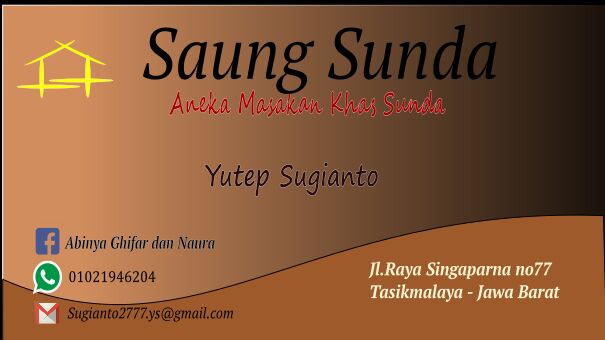 Saung Sunda
Aneka Masakan Khas Sunda
Yutep Sugianto
Abinya Ghifar dan Naura
01021946204
Sugianto2777.ys@gmail.com
Jl.Raya Singaparna no77
Tasikmalaya - Jawa Barat